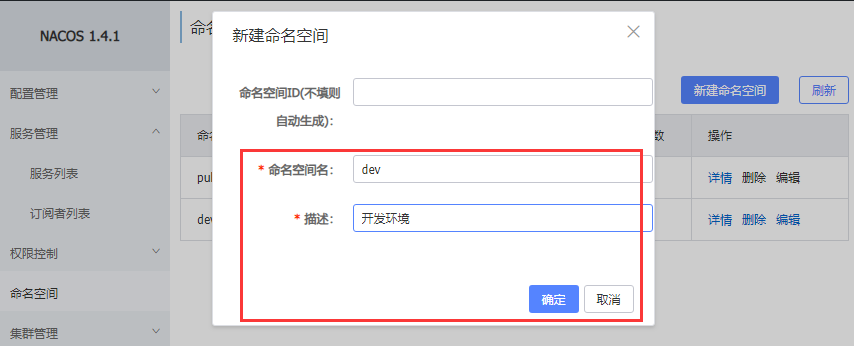 NACOS 1.4.1
配置管理
服务管理
服务列表
订阅者列表
权限控制
命名空间
集群管理
命名
新建命名空间
命名空间ID(不填则
自动生成)：
* 命名空间名：
dev
* 描述：
开发环境
确定
取消
新建命名空间
刷新
命名
数
操作
pub
详情
删除
编辑
dev
详情
删除
编辑